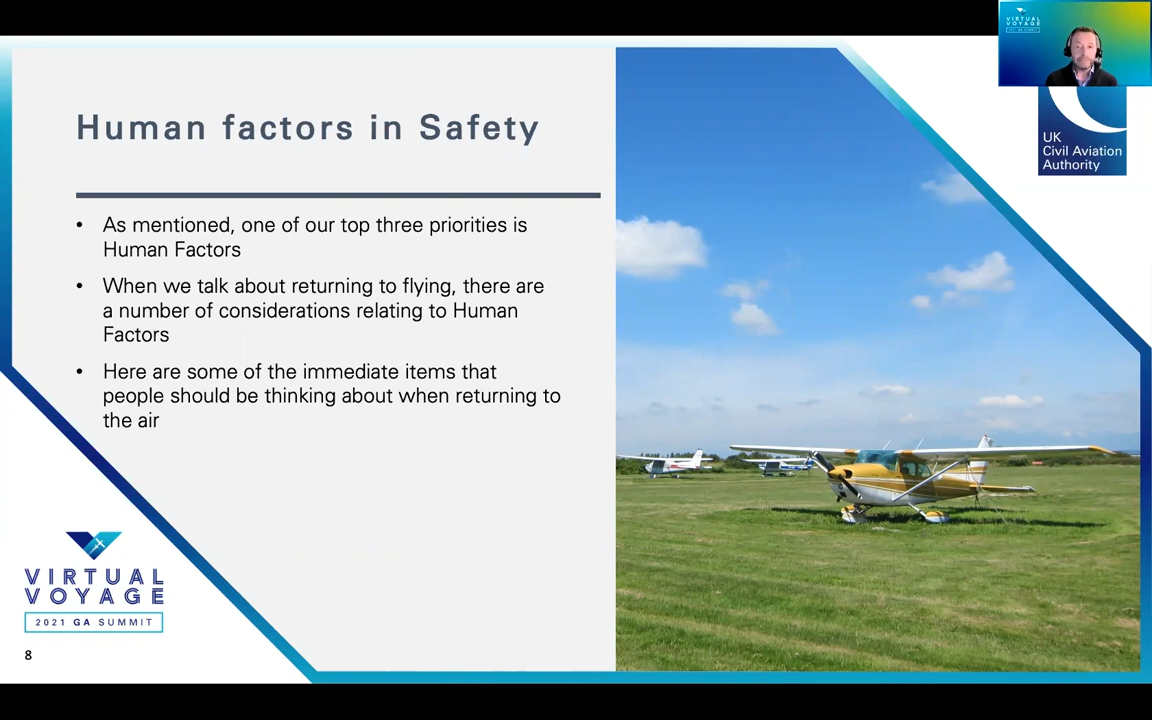 VIRTUAL
VOYAGE
UK
Civil Aviation
Authority
Human factors in Safety
• As mentioned, one of our top three priorities is
Human Factors
• When we talk about returning to flying, there are
a number of considerations relating to Human
Factors
• Here are some of the immediate items that
people should be thinking about when returning to
the air
VIRTUAL
VOYAGE
2021 GA SUMMIT
8